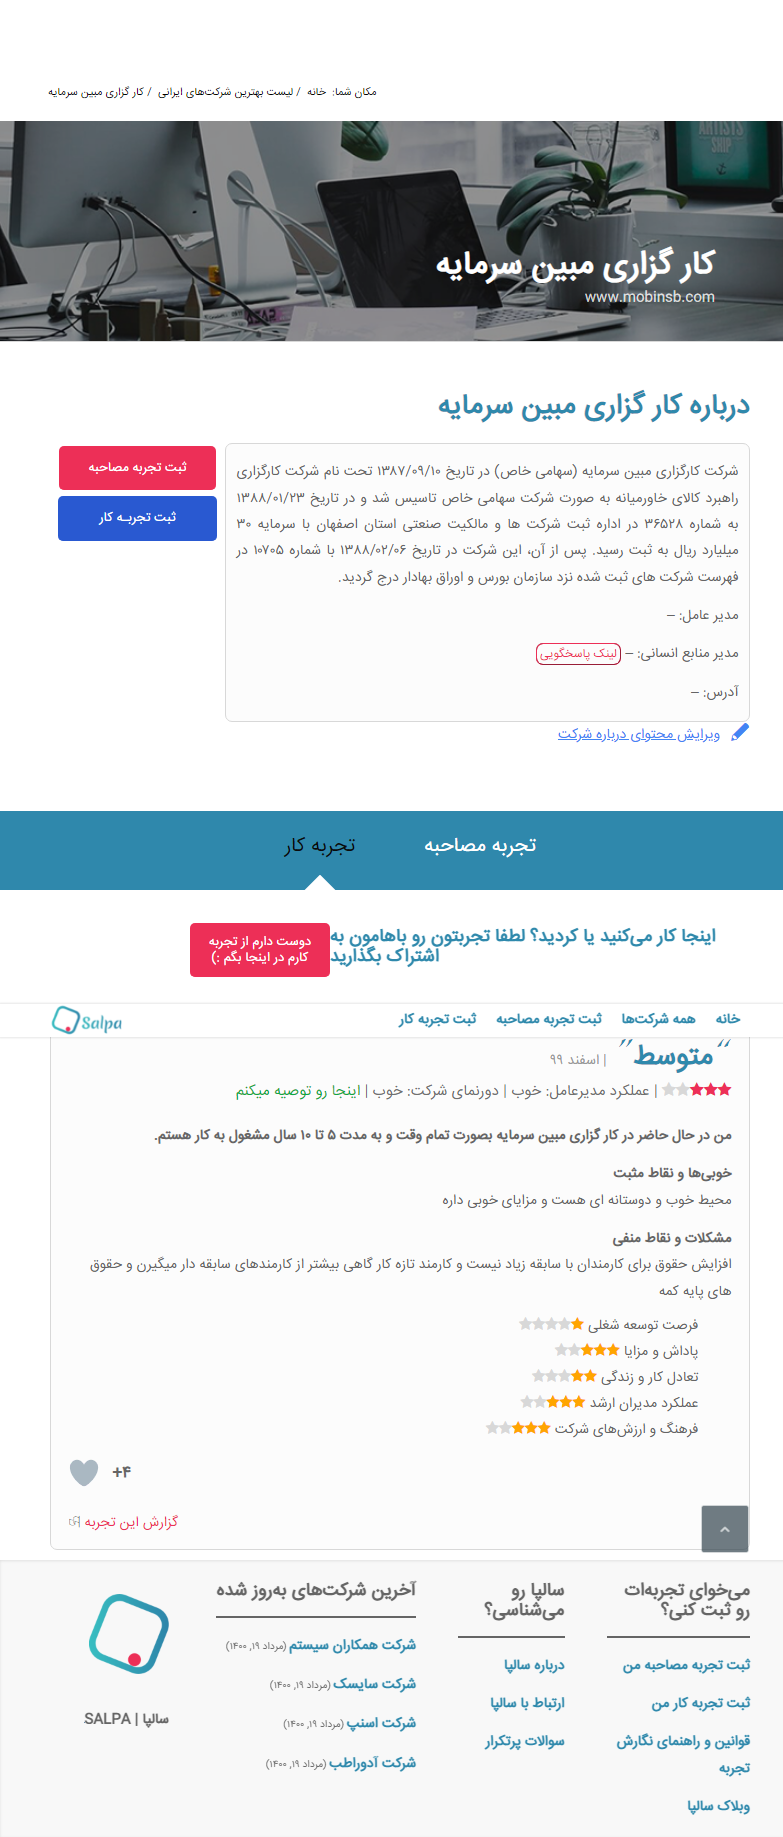 مکان شما: خانه / لیست بهترین شرکت‌های ایرانی / کار گزاری مبین سرمایه
ARTISTS
SHIP
کار گزاری مبین سرمایه
www.mobinsb.com
درباره کار گزاری مبین سرمایه
شرکت کارگزاری مبین سرمایه (سهامی خاص) در تاریخ ۱۳۸۷/۰۹/۱۰ تحت نام شرکت کارگزاری
راهبرد کالای خاورمیانه به صورت شرکت سهامی خاص تاسیس شد و در تاریخ ۱۳۸۸/۰۱/۲۳
به شماره ۳۶۵۲۸ در اداره ثبت شرکت ها و مالکیت صنعتی استان اصفهان با سرمایه ۳۰
میلیارد ریال به ثبت رسید. پس از آن، این شرکت در تاریخ ۱۳۸۸/۰۲/۰۶ با شماره ۱۰۷۰۵ در
فهرست شرکت های ثبت شده نزد سازمان بورس و اوراق بهادار درج گردید.
مدیر عامل: –
مدیر منابع انسانی: – لینک پاسخگویی
آدرس: –
ویرایش محتوای درباره شرکت
ثبت تجربه مصاحبه
ثبت تجربـه کار
تجربه مصاحبه
تجربه کار
اینجا کار می‌کنید یا کردید؟ لطفا تجربتون رو باهامون به
اشتراک بگذارید
دوست دارم از تجربه
کارم در اینجا بگم :)
خانه همه شرکت‌ها ثبت تجربه مصاحبه ثبت تجربه کار
Salpa
"متوسط" | اسفند ۹۹
| عملکرد مدیرعامل: خوب | دورنمای شرکت: خوب | اینجا رو توصیه میکنم
من در حال حاضر در کار گزاری مبین سرمایه بصورت تمام وقت و به مدت ۵ تا ۱۰ سال مشغول به کار هستم.
خوبی‌ها و نقاط مثبت
محیط خوب و دوستانه ای هست و مزایای خوبی داره
مشکلات و نقاط منفی
افزایش حقوق برای کارمندان با سابقه زیاد نیست و کارمند تازه کار گاهی بیشتر از کارمندهای سابقه دار میگیرن و حقوق
های پایه کمه
فرصت توسعه شغلی
پاداش و مزایا
تعادل کار و زندگی
عملکرد مدیران ارشد
فرهنگ و ارزش‌های شرکت
+۴
گزارش این تجربه
می‌خوای تجربه‌ات
رو ثبت کنی؟
ثبت تجربه مصاحبه من
ثبت تجربه کار من
قوانین و راهنمای نگارش
تجربه
وبلاک سالپا
سالپا رو
می‌شناسی؟
درباره سالپا
ارتباط با سالپا
سوالات پرتکرار
آخرین شرکت‌های به‌روز شده
شرکت همکاران سیستم (مرداد ۱۹, ۱۴۰۰)
شرکت سایسک (مرداد ۱۹, ۱۴۰۰)
شرکت اسنپ (مرداد ۱۹, ۱۴۰۰)
شرکت آدوراطب (مرداد ۱۹, ۱۴۰۰)
سالپا | SALPA